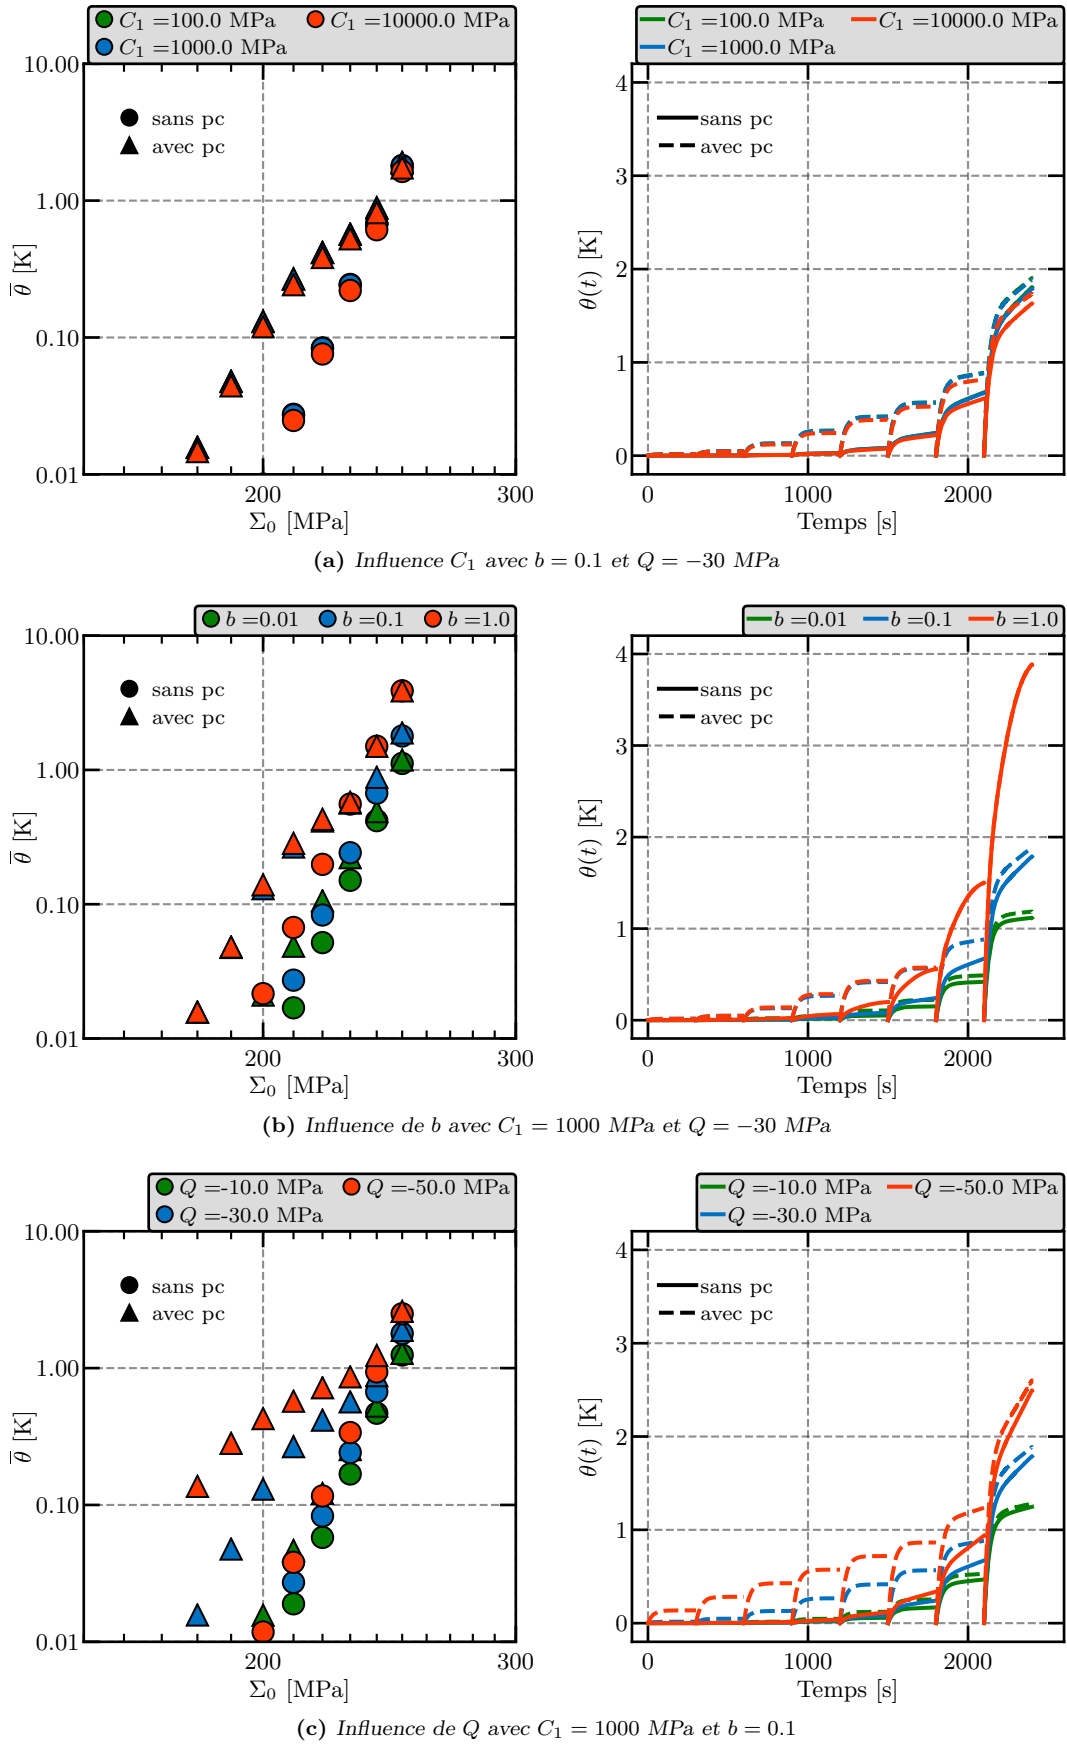 C₁ =100.0 MPa C₁ =10000.0 MPa
C₁ =1000.0 MPa
10.00
1.00
0.10
0.01
sans pc
avec pc
θ̅ [K]
200 300
Σ₀ [MPa]
C₁ =100.0 MPa C₁ =10000.0 MPa
C₁ =1000.0 MPa
4
3
2
1
0
sans pc
avec pc
θ(t) [K]
0 1000 2000
Temps [s]
(a) Influence C₁ avec b = 0.1 et Q = −30 MPa
b =0.01 b =0.1 b =1.0
10.00
1.00
0.10
0.01
sans pc
avec pc
θ̅ [K]
200 300
Σ₀ [MPa]
b =0.01 b =0.1 b =1.0
4
3
2
1
0
sans pc
avec pc
θ(t) [K]
0 1000 2000
Temps [s]
(b) Influence de b avec C₁ = 1000 MPa et Q = −30 MPa
Q =-10.0 MPa Q =-50.0 MPa
Q =-30.0 MPa
10.00
1.00
0.10
0.01
sans pc
avec pc
θ̅ [K]
200 300
Σ₀ [MPa]
Q =-10.0 MPa Q =-50.0 MPa
Q =-30.0 MPa
4
3
2
1
0
sans pc
avec pc
θ(t) [K]
0 1000 2000
Temps [s]
(c) Influence de Q avec C₁ = 1000 MPa et b = 0.1